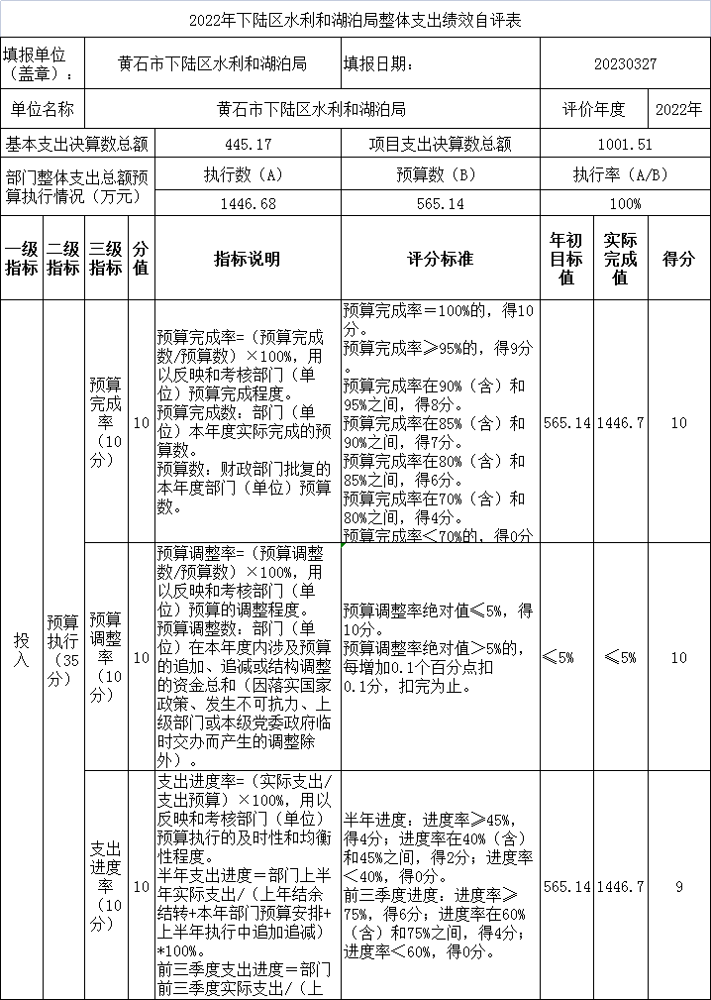 2022年下陆区水利和湖泊局整体支出绩效自评表
填报单位
（盖章）：
黄石市下陆区水利和湖泊局
填报日期：
20230327
单位名称
黄石市下陆区水利和湖泊局
评价年度
2022年
基本支出决算数总额
445.17
项目支出决算数总额
1001.51
部门整体支出总额预
算执行情况（万元）
执行数（A）
预算数（B）
执行率（A/B）
1446.68
565.14
100%
一级
指标
二级
指标
三级
指标
分
值
指标说明
评分标准
年初
目标
值
实际
完成
值
得分
投
入
预算
执行
（35
分）
预算
完成
率
（10
分）
10
预算完成率=（预算完成
数/预算数）×100%，用
以反映和考核部门（单
位）预算完成程度。
预算完成数：部门（单
位）本年度实际完成的预
算数。
预算数：财政部门批复的
本年度部门（单位）预算
数。
预算完成率＝100%的，得10
分。
预算完成率≥95%的，得9分
。
预算完成率在90%（含）和
95%之间，得8分。
预算完成率在85%（含）和
90%之间，得7分。
预算完成率在80%（含）和
85%之间，得6分。
预算完成率在70%（含）和
80%之间，得4分。
预算完成率＜70%的，得0分
565.14
1446.7
10
预算
调整
率
（10
分）
10
预算调整率=（预算调整
数/预算数）×100%，用
以反映和考核部门（单
位）预算的调整程度。
预算调整数：部门（单
位）在本年度内涉及预算
的追加、追减或结构调整
的资金总和（因落实国家
政策、发生不可抗力、上
级部门或本级党委政府临
时交办而产生的调整除
外）。
预算调整率绝对值≤5%，得
10分。
预算调整率绝对值＞5%的，
每增加0.1个百分点扣
0.1分，扣完为止。
≤5%
≤5%
10
支出
进度
率
（10
分）
10
支出进度率=（实际支出/
支出预算）×100%，用以
反映和考核部门（单位）
预算执行的及时性和均衡
性程度。
半年支出进度＝部门上半
年实际支出/（上年结余
结转+本年部门预算安排+
上半年执行中追加追减）
*100%。
前三季度支出进度＝部门
前三季度实际支出/（上
半年进度：进度率≥45%，
得4分；进度率在40%（含）
和45%之间，得2分；进度率
＜40%，得0分。
前三季度进度：进度率≥
75%，得6分；进度率在60%
（含）和75%之间，得4分；
进度率＜60%，得0分。
565.14
1446.7
9